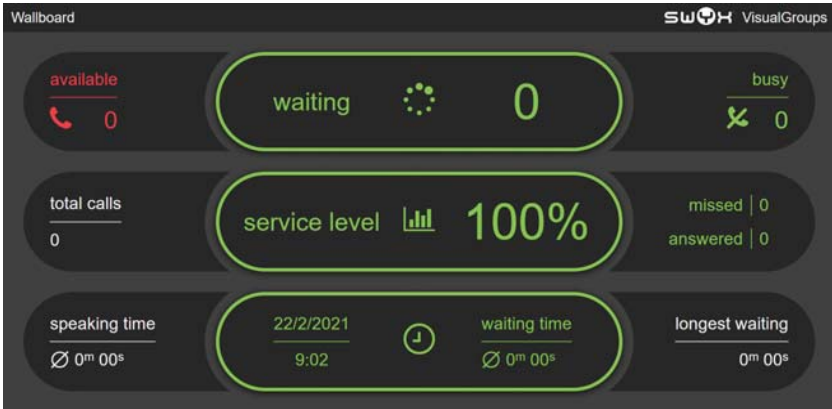 Wallboard
swyx VisualGroups
available
0
waiting 0
busy
0
total calls
0
service level 100%
missed | 0
answered | 0
speaking time
Ø 0m 00s
22/2/2021
9:02
waiting time
Ø 0m 00s
longest waiting
0m 00s